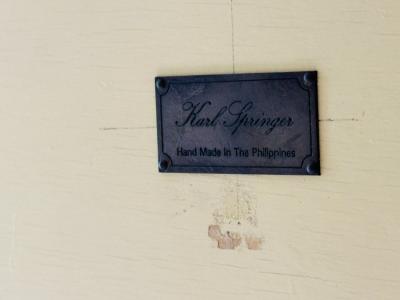 Karl Springer
Hand Made In The Philippines